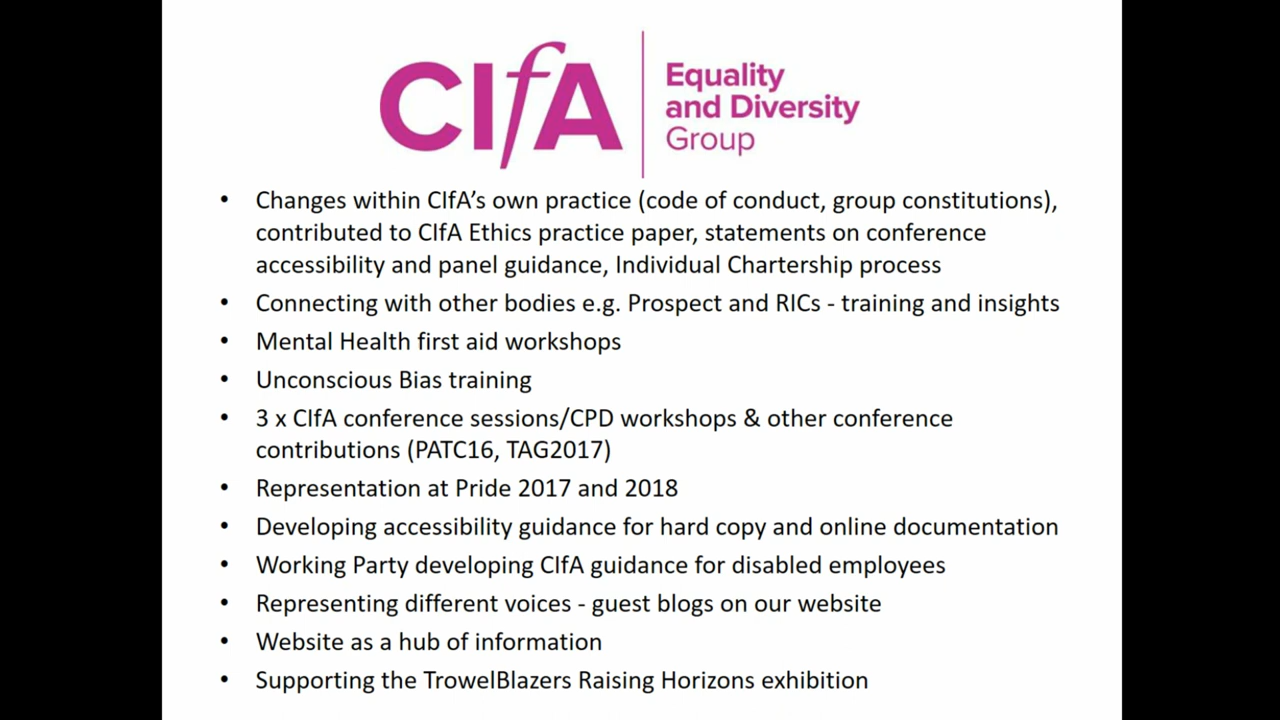 CIfA
Equality
and Diversity
Group
• Changes within CIfA's own practice (code of conduct, group constitutions),
contributed to CIfA Ethics practice paper, statements on conference
accessibility and panel guidance, Individual Chartership process
• Connecting with other bodies e.g. Prospect and RICs - training and insights
• Mental Health first aid workshops
• Unconscious Bias training
• 3 x CIfA conference sessions/CPD workshops & other conference
contributions (PATC16, TAG2017)
• Representation at Pride 2017 and 2018
• Developing accessibility guidance for hard copy and online documentation
• Working Party developing CIfA guidance for disabled employees
• Representing different voices - guest blogs on our website
• Website as a hub of information
• Supporting the TrowelBlazers Raising Horizons exhibition